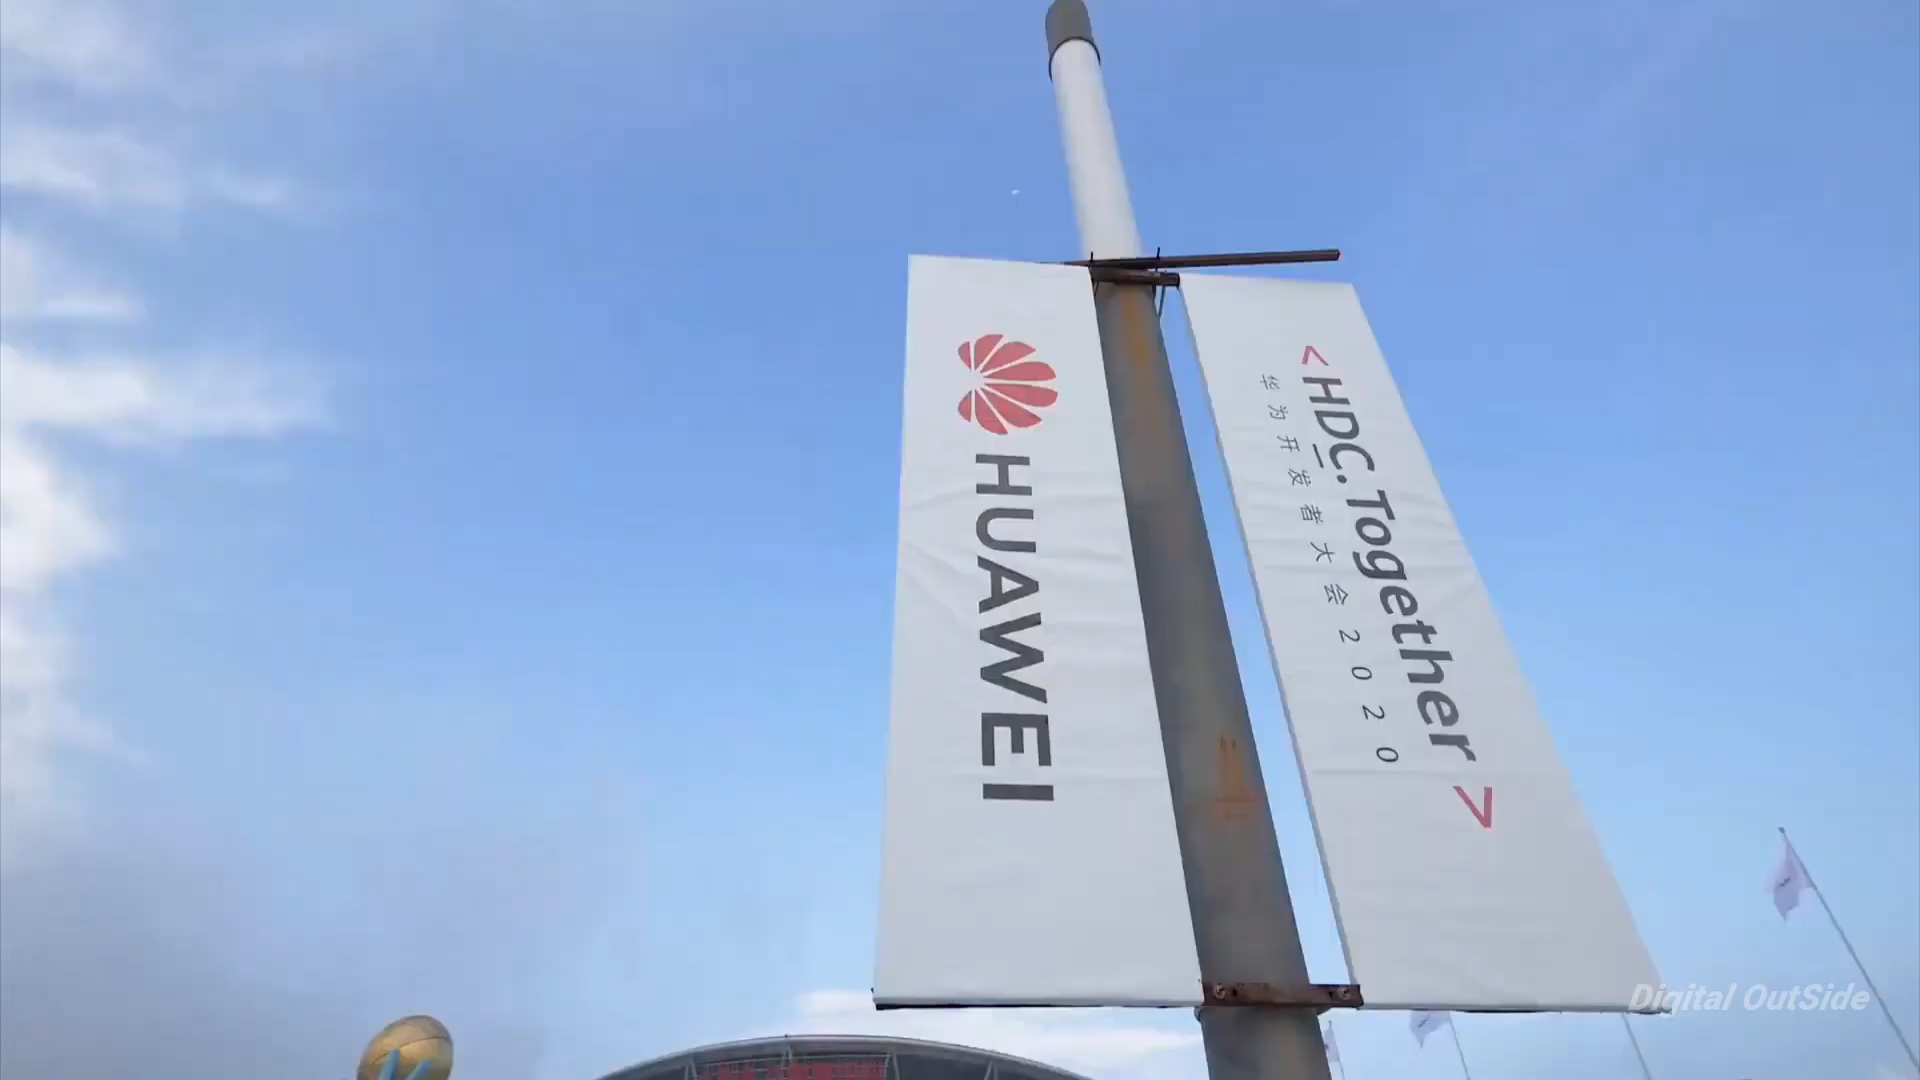 HUAWEI
<HDC.Together>
华为开发者大会2020
Digital OutSide